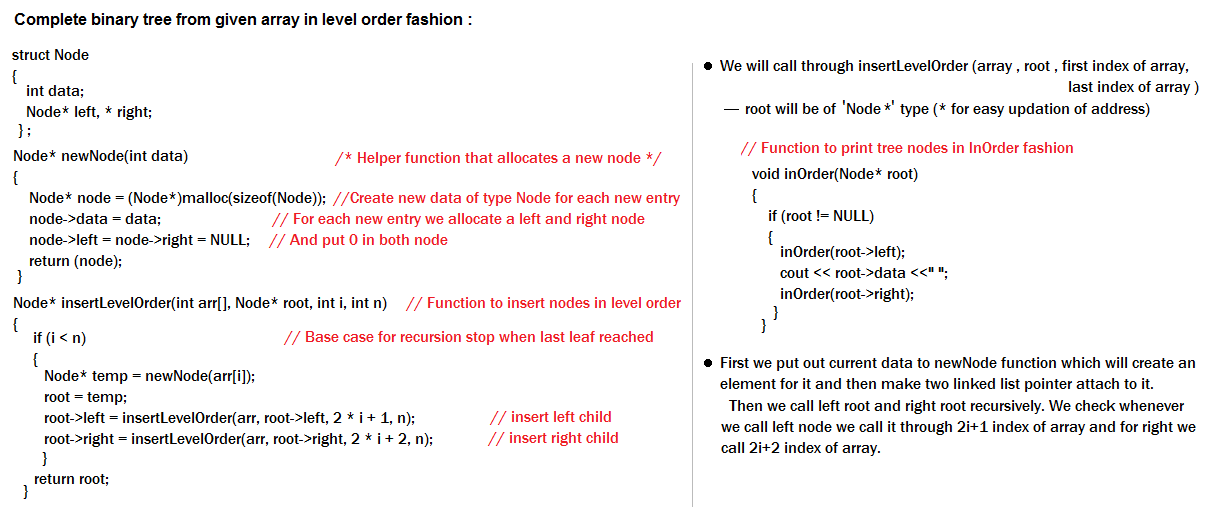 Complete binary tree from given array in level order fashion :
struct Node
{
int data;
Node* left, * right;
} ;
Node* newNode(int data) /* Helper function that allocates a new node */
{
Node* node = (Node*)malloc(sizeof(Node)); //Create new data of type Node for each new entry
node->data = data; // For each new entry we allocate a left and right node
node->left = node->right = NULL; // And put 0 in both node
return (node);
}
Node* insertLevelOrder(int arr[], Node* root, int i, int n) // Function to insert nodes in level order
{
if (i < n) // Base case for recursion stop when last leaf reached
{
Node* temp = newNode(arr[i]);
root = temp;
root->left = insertLevelOrder(arr, root->left, 2 * i + 1, n); // insert left child
root->right = insertLevelOrder(arr, root->right, 2 * i + 2, n); // insert right child
}
return root;
}
● We will call through insertLevelOrder (array , root , first index of array,
last index of array )
— root will be of 'Node*' type (* for easy updation of address)
// Function to print tree nodes in InOrder fashion
void inOrder(Node* root)
{
if (root != NULL)
{
inOrder(root->left);
cout << root->data <<" ";
inOrder(root->right);
}
}
● First we put out current data to newNode function which will create an
element for it and then make two linked list pointer attach to it.
Then we call left root and right root recursively. We check whenever
we call left node we call it through 2i+1 index of array and for right we
call 2i+2 index of array.